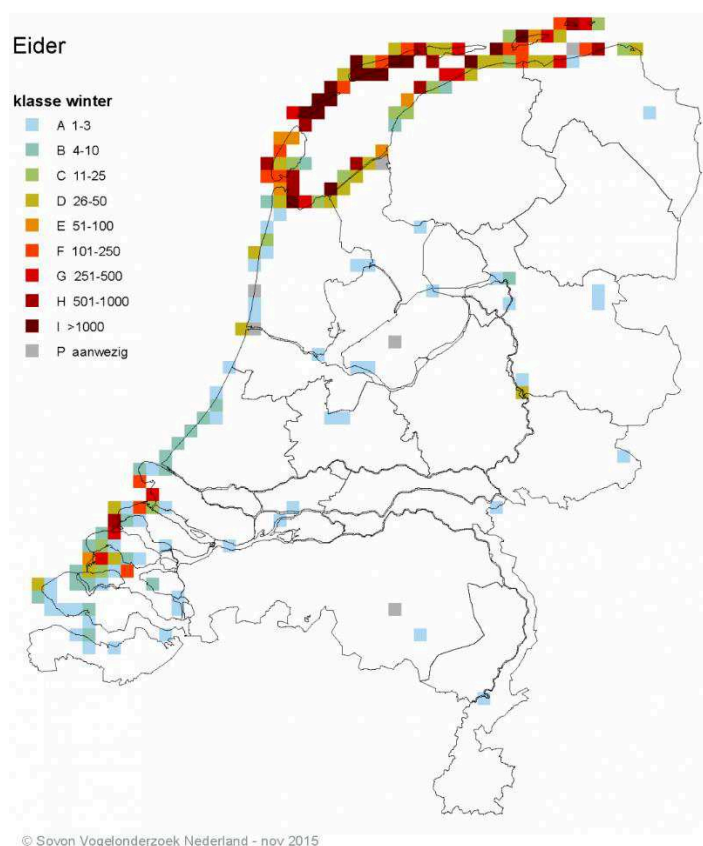 Eider
klasse winter
A 1-3
B 4-10
C 11-25
D 26-50
E 51-100
F 101-250
G 251-500
H 501-1000
I >1000
P aanwezig
© Sovon Vogelonderzoek Nederland - nov 2015